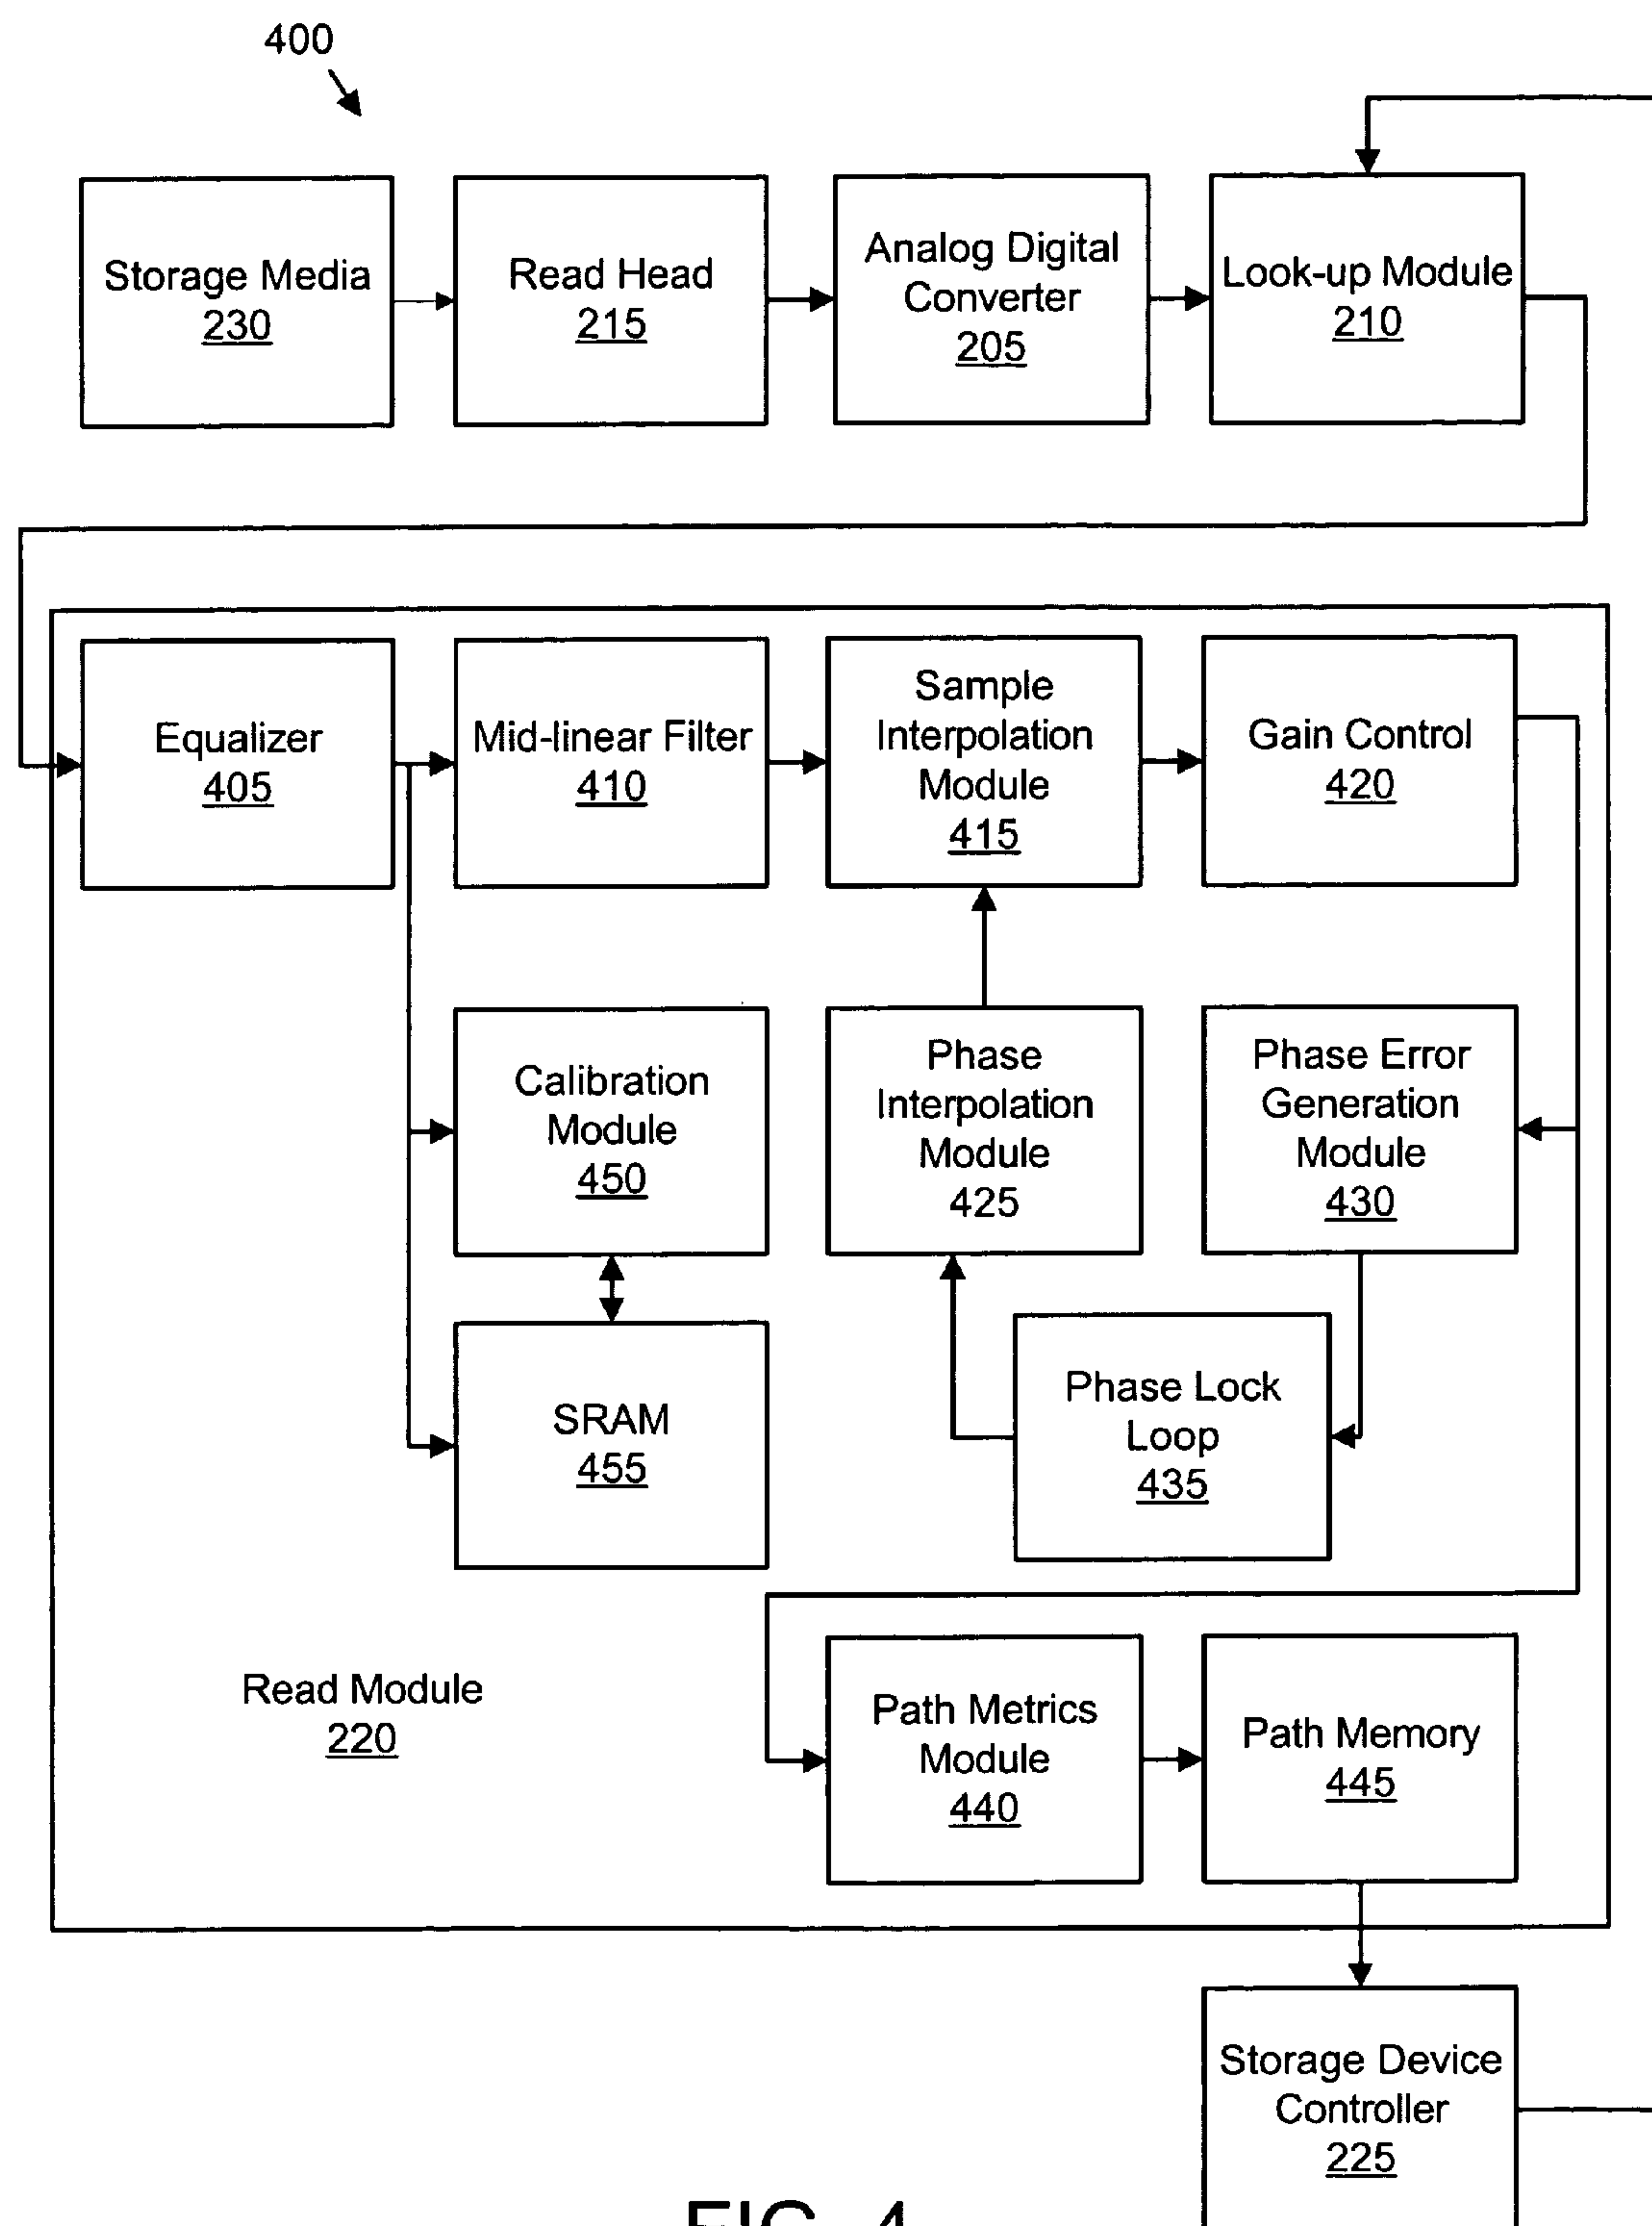 400
Storage Media
230
Read Head
215
Analog Digital
Converter
205
Look-up Module
210
Equalizer
405
Mid-linear Filter
410
Sample
Interpolation
Module
415
Gain Control
420
Calibration
Module
450
Phase
Interpolation
Module
425
Phase Error
Generation
Module
430
SRAM
455
Phase Lock
Loop
435
Read Module
220
Path Metrics
Module
440
Path Memory
445
Storage Device
Controller
225
FIG. 4